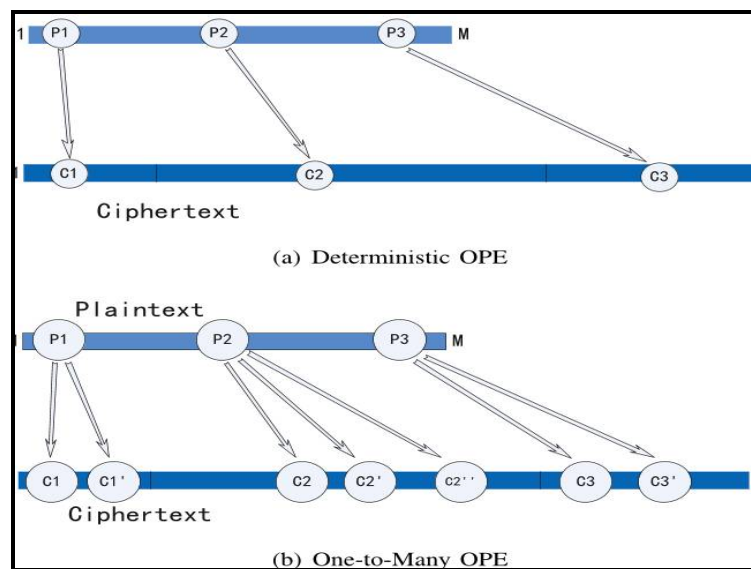 1 P1 P2 P3 M
C1 C2 C3
Ciphertext
(a) Deterministic OPE
Plaintext
P1 P2 P3 M
C1 C1' C2 C2' C2'' C3 C3'
Ciphertext
(b) One-to-Many OPE